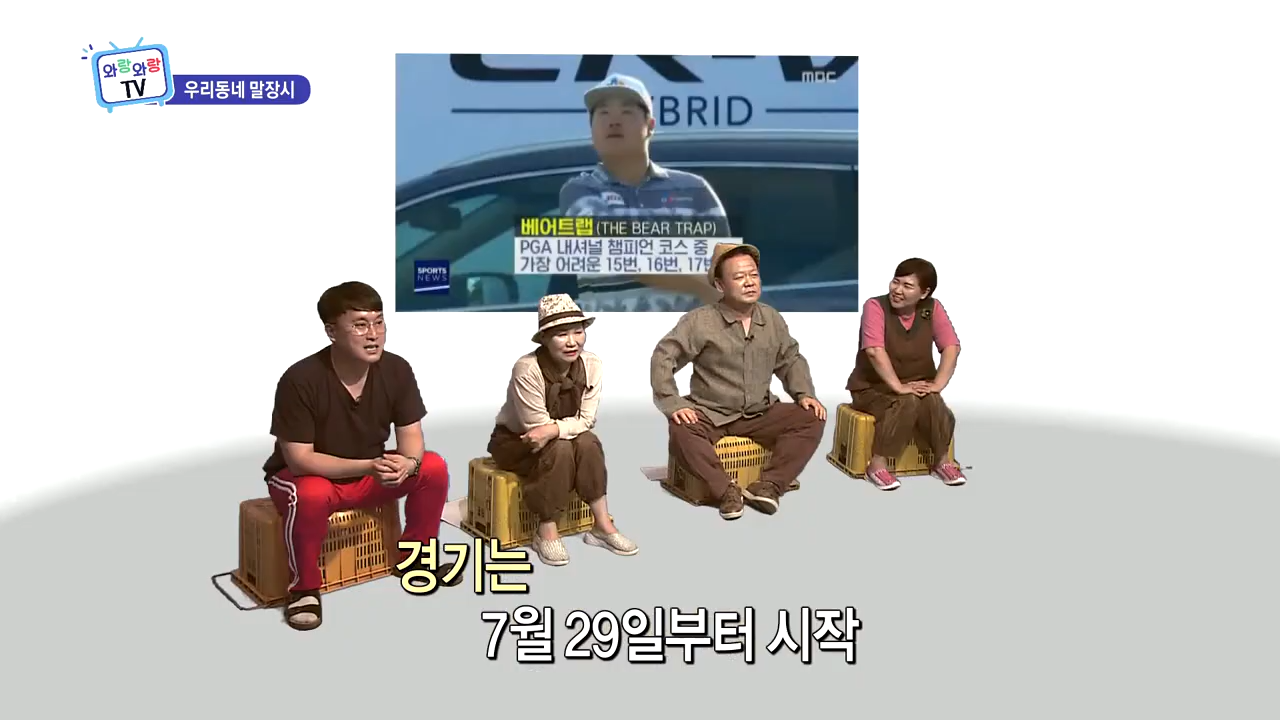 와랑와랑
TV
우리동네 말장시
MBC
HYBRID
베어트랩(THE BEAR TRAP)
PGA 내셔널 챔피언 코스 중
가장 어려운 15번, 16번, 17번
SPORTS
NEWS
경기는
7월 29일부터 시작